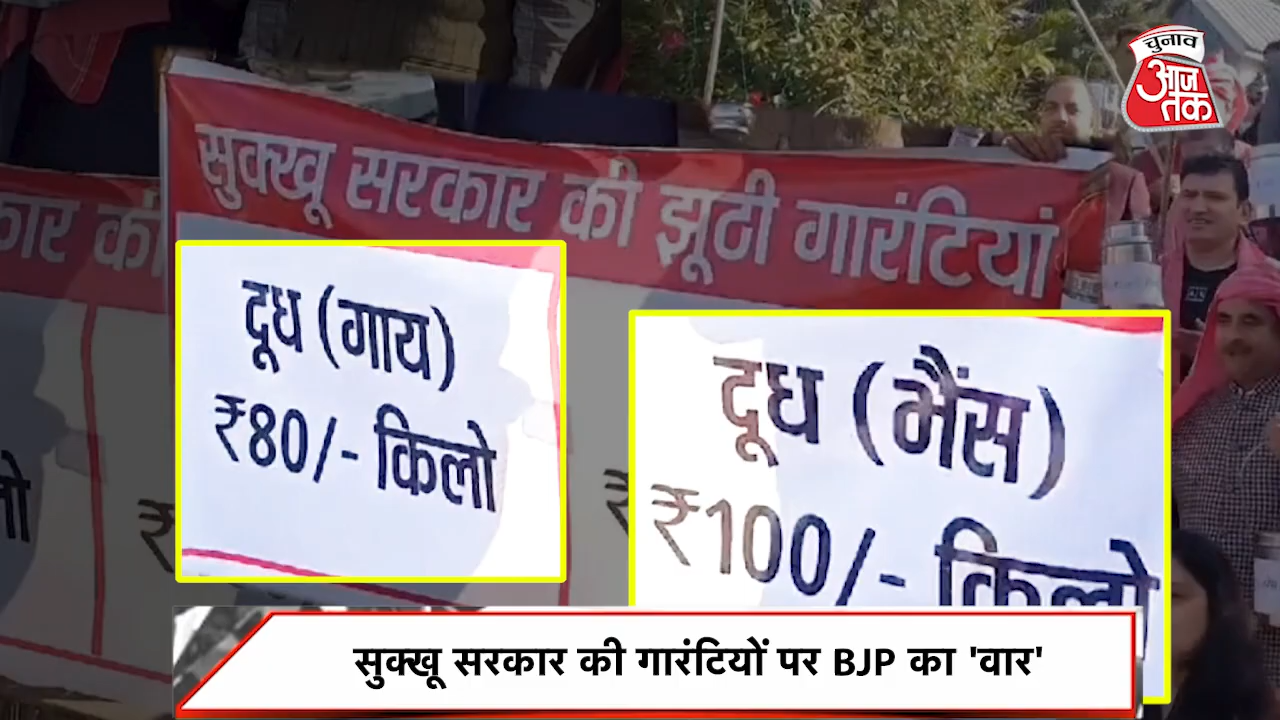 चुनाव
आज
तक
सुक्खू सरकार की झूठी गारंटियां
कार की
दूध (गाय)
₹80/- किलो
दूध (भैंस)
₹100/- किलो
सुक्खू सरकार की गारंटियों पर BJP का 'वार'